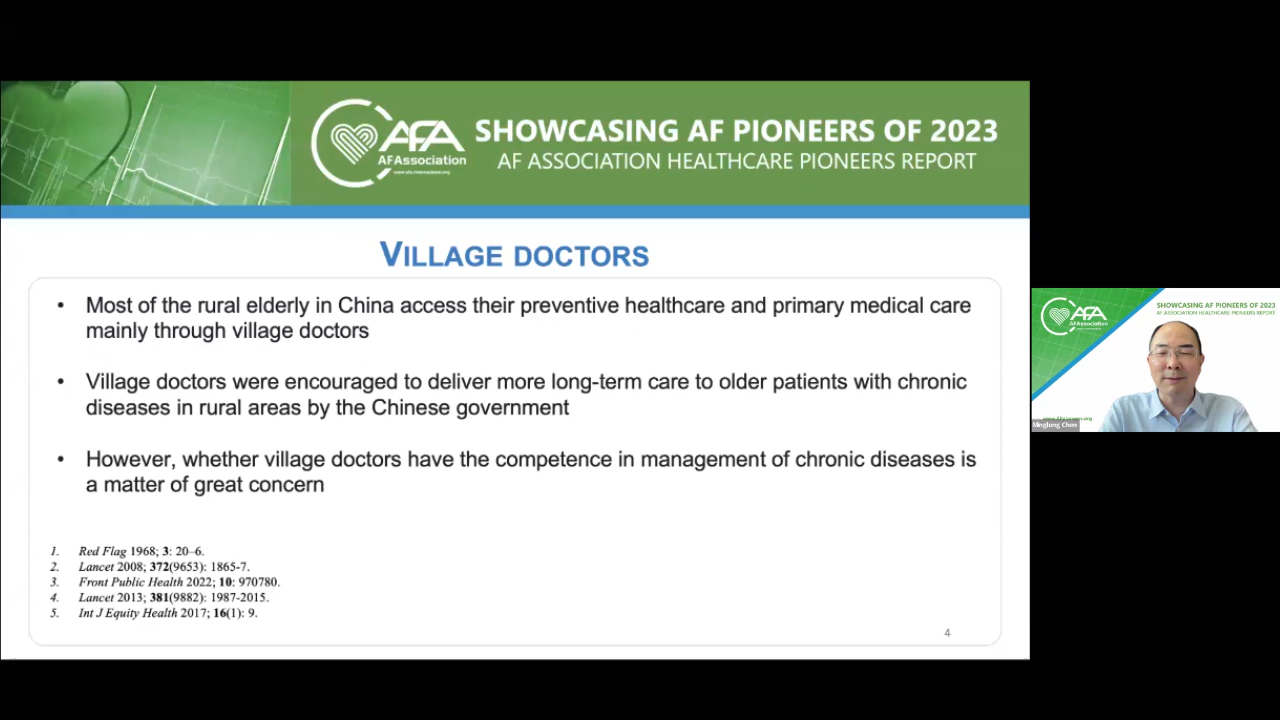 AFA
AFAssociation
www.afa-international.org
SHOWCASING AF PIONEERS OF 2023
AF ASSOCIATION HEALTHCARE PIONEERS REPORT
VILLAGE DOCTORS
• Most of the rural elderly in China access their preventive healthcare and primary medical care
mainly through village doctors
• Village doctors were encouraged to deliver more long-term care to older patients with chronic
diseases in rural areas by the Chinese government
• However, whether village doctors have the competence in management of chronic diseases is
a matter of great concern
1. Red Flag 1968; 3: 20–6.
2. Lancet 2008; 372(9653): 1865-7.
3. Front Public Health 2022; 10: 970780.
4. Lancet 2013; 381(9882): 1987-2015.
5. Int J Equity Health 2017; 16(1): 9.
4
AFA
AFAssociation
SHOWCASING AF PIONEERS OF 2023
AF ASSOCIATION HEALTHCARE PIONEERS REPORT
Minglong Chen